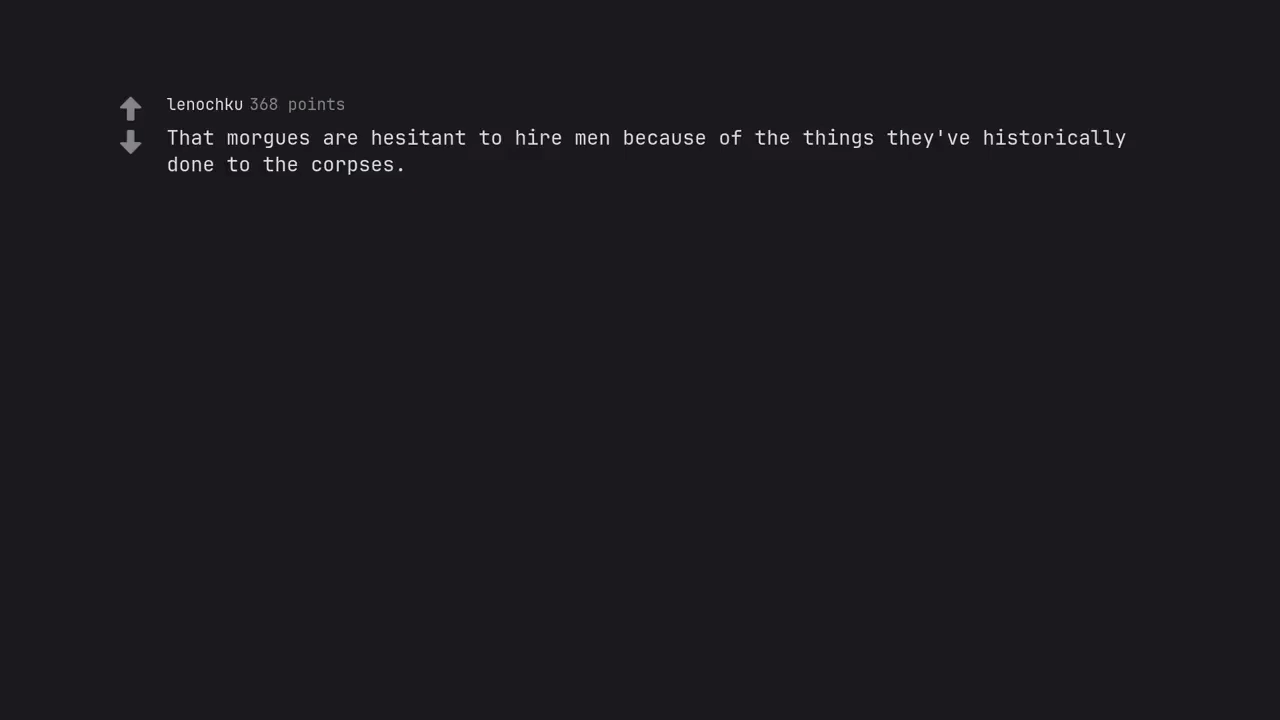 lenochku 368 points
That morgues are hesitant to hire men because of the things they've historically
done to the corpses.